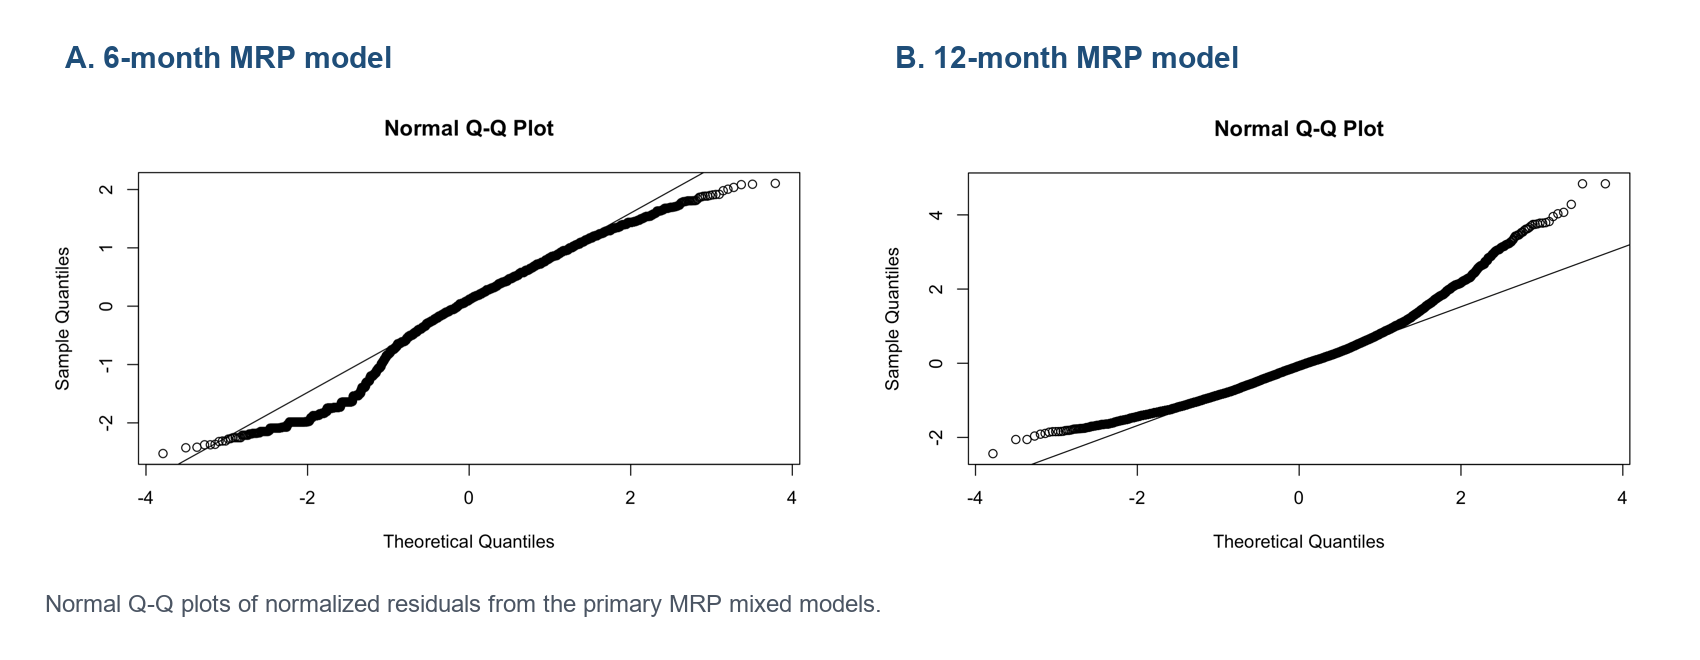 A. 6-month MRP model
Normal Q-Q Plot
Sample Quantiles
2
1
0
-1
-2
-4
-2
0
2
4
Theoretical Quantiles
B. 12-month MRP model
Normal Q-Q Plot
Sample Quantiles
4
2
0
-2
-4
-2
0
2
4
Theoretical Quantiles
Normal Q-Q plots of normalized residuals from the primary MRP mixed models.